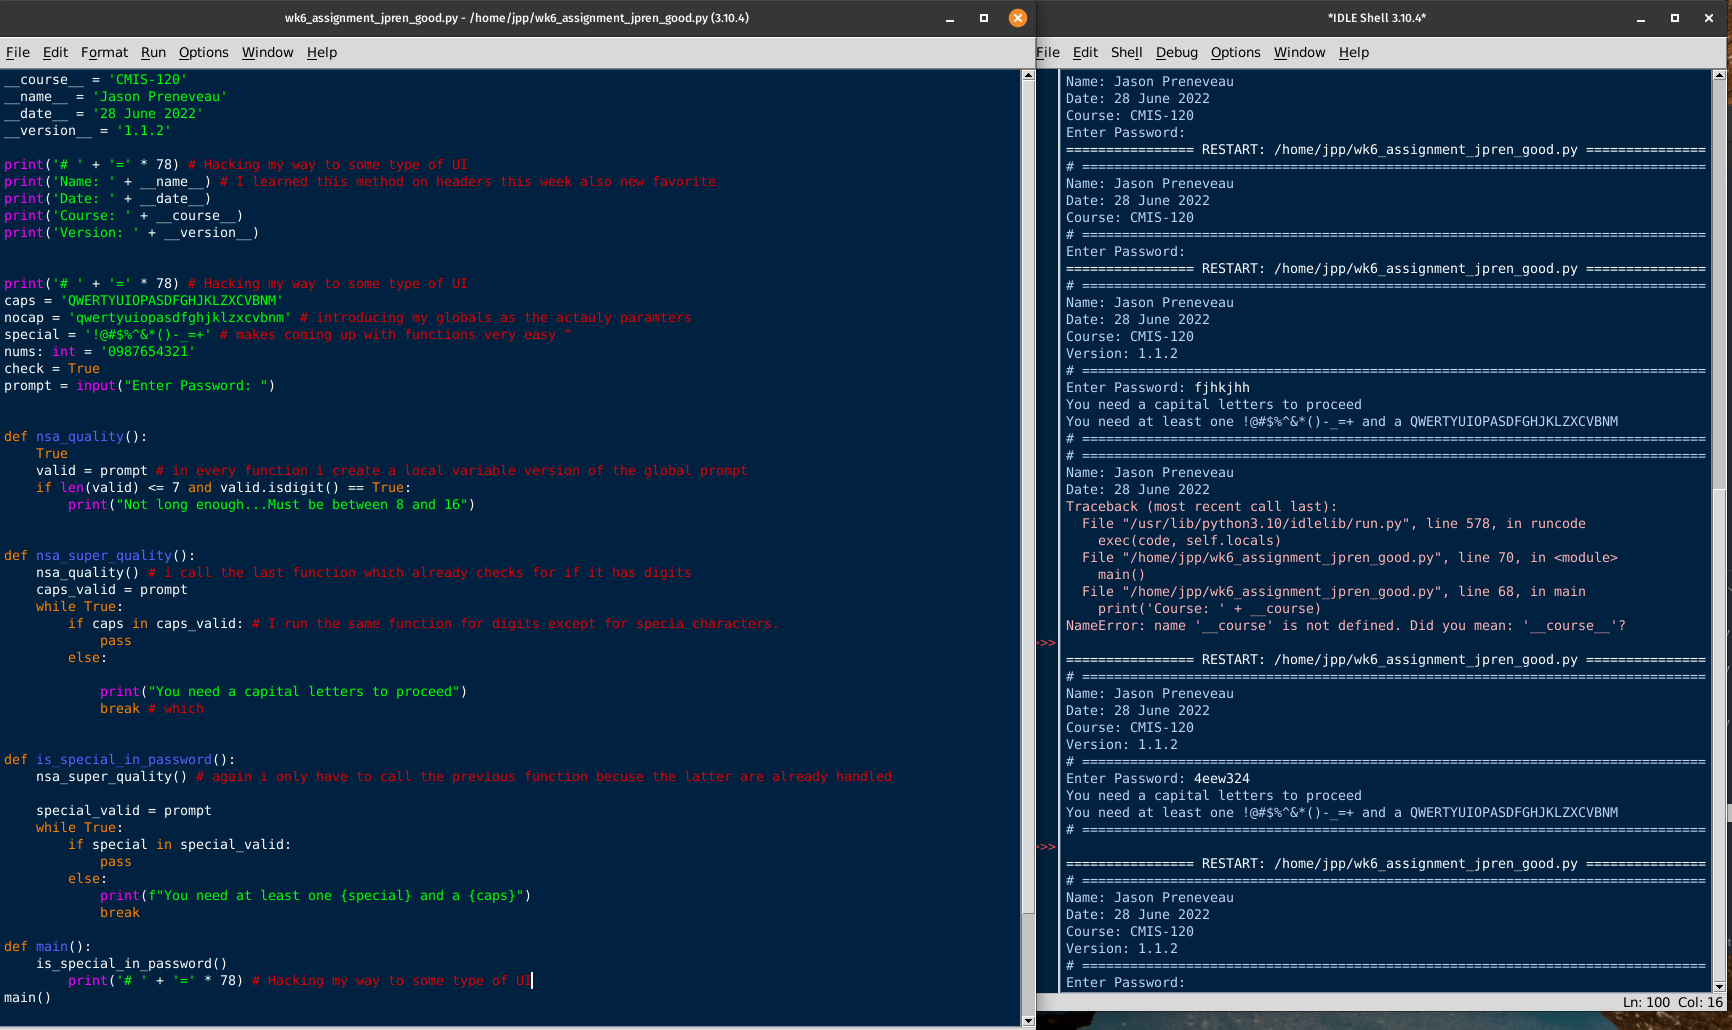 wk6_assignment_jpren_good.py - /home/jpp/wk6_assignment_jpren_good.py (3.10.4)
File Edit Format Run Options Window Help
__course__ = 'CMIS-120'
__name__ = 'Jason Preneveau'
__date__ = '28 June 2022'
__version__ = '1.1.2'
print('# ' + '=' * 78) # Hacking my way to some type of UI
print('Name: ' + __name__) # I learned this method on headers this week also new favorite
print('Date: ' + __date__)
print('Course: ' + __course__)
print('Version: ' + __version__)
print('# ' + '=' * 78) # Hacking my way to some type of UI
caps = 'QWERTYUIOPASDFGHJKLZXCVBNM'
nocap = 'qwertyuiopasdfghjklzxcvbnm' # introducing my globals as the actauly paramters
special = '!@#$%^&*()-_=+' # makes coming up with functions very easy ^
nums: int = '0987654321'
check = True
prompt = input("Enter Password: ")
def nsa_quality():
    True
    valid = prompt # in every function i create a local variable version of the global prompt
    if len(valid) <= 7 and valid.isdigit() == True:
        print("Not long enough...Must be between 8 and 16")
def nsa_super_quality():
    nsa_quality() # i call the last function which already checks for if it has digits
    caps_valid = prompt
    while True:
        if caps in caps_valid: # I run the same function for digits except for specia characters.
            pass
        else:
            print("You need a capital letters to proceed")
            break # which
def is_special_in_password():
    nsa_super_quality() # again i only have to call the previous function becuse the latter are already handled
    special_valid = prompt
    while True:
        if special in special_valid:
            pass
        else:
            print(f"You need at least one {special} and a {caps}")
            break
def main():
    is_special_in_password()
        print('# ' + '=' * 78) # Hacking my way to some type of UI
main()
*IDLE Shell 3.10.4*
File Edit Shell Debug Options Window Help
Name: Jason Preneveau
Date: 28 June 2022
Course: CMIS-120
Enter Password:
================ RESTART: /home/jpp/wk6_assignment_jpren_good.py ===============
# ==============================================================================
Name: Jason Preneveau
Date: 28 June 2022
Course: CMIS-120
# ==============================================================================
Enter Password:
================ RESTART: /home/jpp/wk6_assignment_jpren_good.py ===============
# ==============================================================================
Name: Jason Preneveau
Date: 28 June 2022
Course: CMIS-120
Version: 1.1.2
# ==============================================================================
Enter Password: fjhkjhh
You need a capital letters to proceed
You need at least one !@#$%^&*()-_=+ and a QWERTYUIOPASDFGHJKLZXCVBNM
# ==============================================================================
# ==============================================================================
Name: Jason Preneveau
Date: 28 June 2022
Traceback (most recent call last):
  File "/usr/lib/python3.10/idlelib/run.py", line 578, in runcode
    exec(code, self.locals)
  File "/home/jpp/wk6_assignment_jpren_good.py", line 70, in <module>
    main()
  File "/home/jpp/wk6_assignment_jpren_good.py", line 68, in main
    print('Course: ' + __course)
NameError: name '__course' is not defined. Did you mean: '__course__'?
>>>
================ RESTART: /home/jpp/wk6_assignment_jpren_good.py ===============
# ==============================================================================
Name: Jason Preneveau
Date: 28 June 2022
Course: CMIS-120
Version: 1.1.2
# ==============================================================================
Enter Password: 4eew324
You need a capital letters to proceed
You need at least one !@#$%^&*()-_=+ and a QWERTYUIOPASDFGHJKLZXCVBNM
# ==============================================================================
>>>
================ RESTART: /home/jpp/wk6_assignment_jpren_good.py ===============
# ==============================================================================
Name: Jason Preneveau
Date: 28 June 2022
Course: CMIS-120
Version: 1.1.2
# ==============================================================================
Enter Password:
Ln: 100 Col: 16